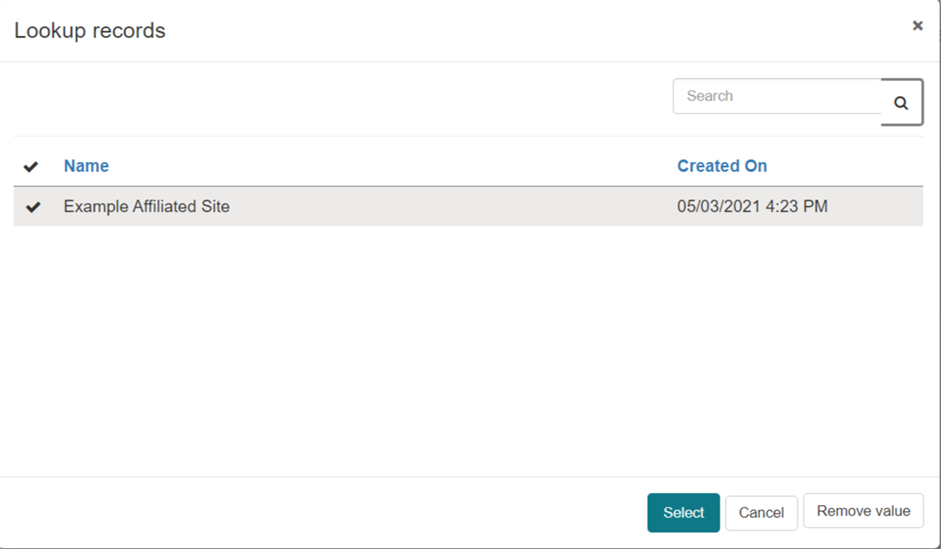 Lookup records
Search
Name Created On
Example Affiliated Site 05/03/2021 4:23 PM
Select Cancel Remove value